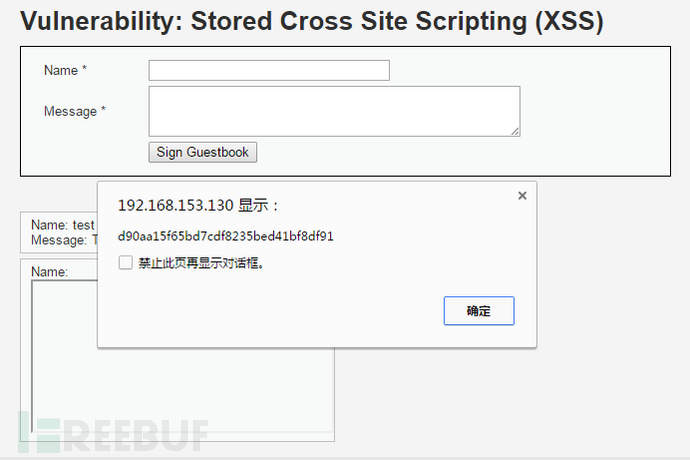 Vulnerability: Stored Cross Site Scripting (XSS)
Name *
Message *
Sign Guestbook
192.168.153.130 显示：
d90aa15f65bd7cdf8235bed41bf8df91
禁止此页再显示对话框。
确定
Name: test
Message: T
Name:
REEBUF